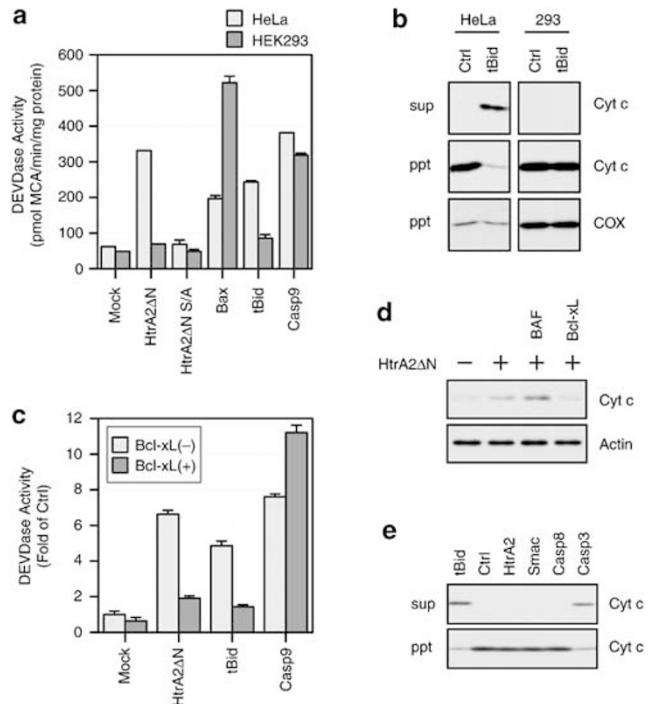 a
HeLa
HEK293
DEVDase Activity
(pmol MCA/min/mg protein)
600
500
400
300
200
100
0
Mock
HtrA2ΔN
HtrA2ΔN S/A
Bax
tBid
Casp9
b
HeLa 293
Ctrl tBid Ctrl tBid
sup Cyt c
ppt Cyt c
ppt COX
c
Bcl-xL(−)
Bcl-xL(+)
DEVDase Activity
(Fold of Ctrl)
12
10
8
6
4
2
0
Mock
HtrA2ΔN
tBid
Casp9
d
BAF Bcl-xL
HtrA2ΔN − + + +
Cyt c
Actin
e
tBid Ctrl HtrA2 Smac Casp8 Casp3
sup Cyt c
ppt Cyt c